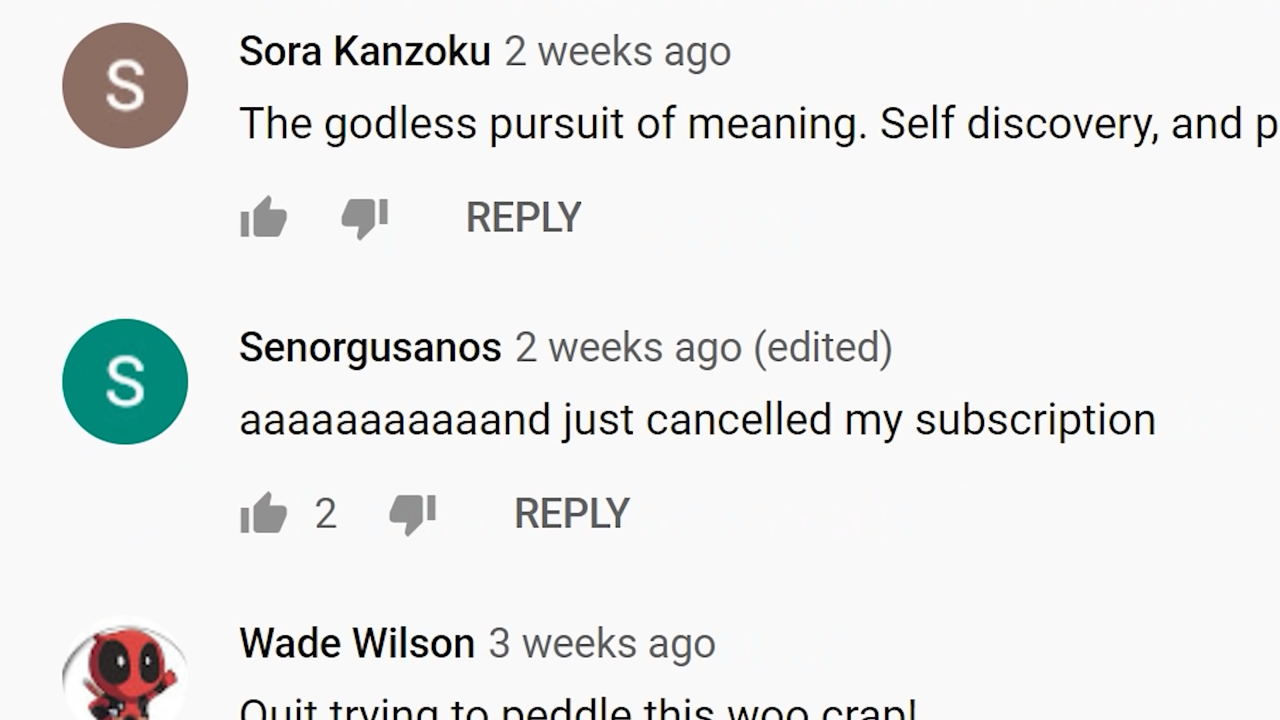 S
Sora Kanzoku 2 weeks ago
The godless pursuit of meaning. Self discovery, and p
REPLY
S
Senorgusanos 2 weeks ago (edited)
aaaaaaaaaaand just cancelled my subscription
2 REPLY
Wade Wilson 3 weeks ago
Quit trying to peddle this woo crap!